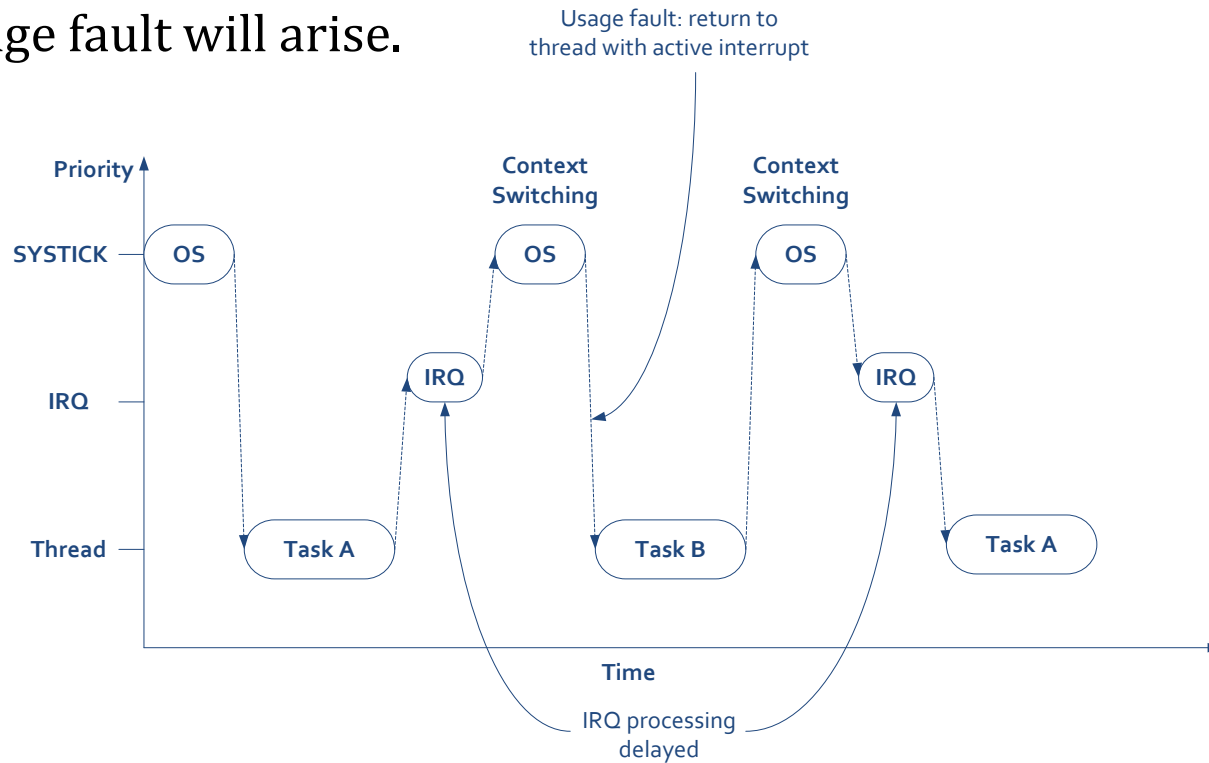 ge fault will arise.
Usage fault: return to
thread with active interrupt
Priority
Context
Switching
Context
Switching
SYSTICK
OS
OS
OS
IRQ
IRQ
IRQ
Thread
Task A
Task B
Task A
Time
IRQ processing
delayed